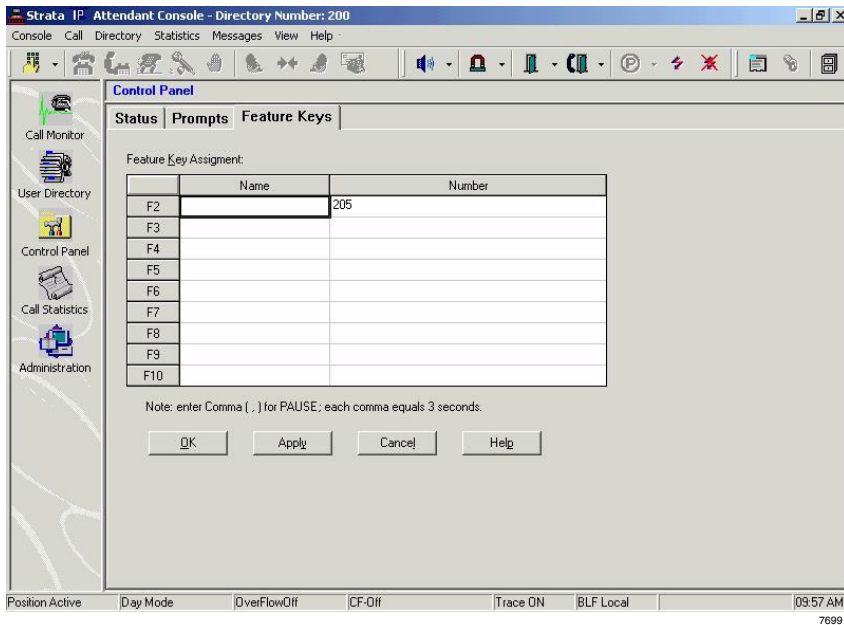 Strata IP Attendant Console - Directory Number: 200
Console Call Directory Statistics Messages View Help
Control Panel
Status Prompts Feature Keys
Call Monitor
User Directory
Control Panel
Call Statistics
Administration
Feature Key Assigment:
Name Number
F2 205
F3
F4
F5
F6
F7
F8
F9
F10
Note: enter Comma ( , ) for PAUSE; each comma equals 3 seconds.
OK Apply Cancel Help
Position Active Day Mode OverFlowOff CF-Off Trace ON BLF Local 09:57 AM
7699